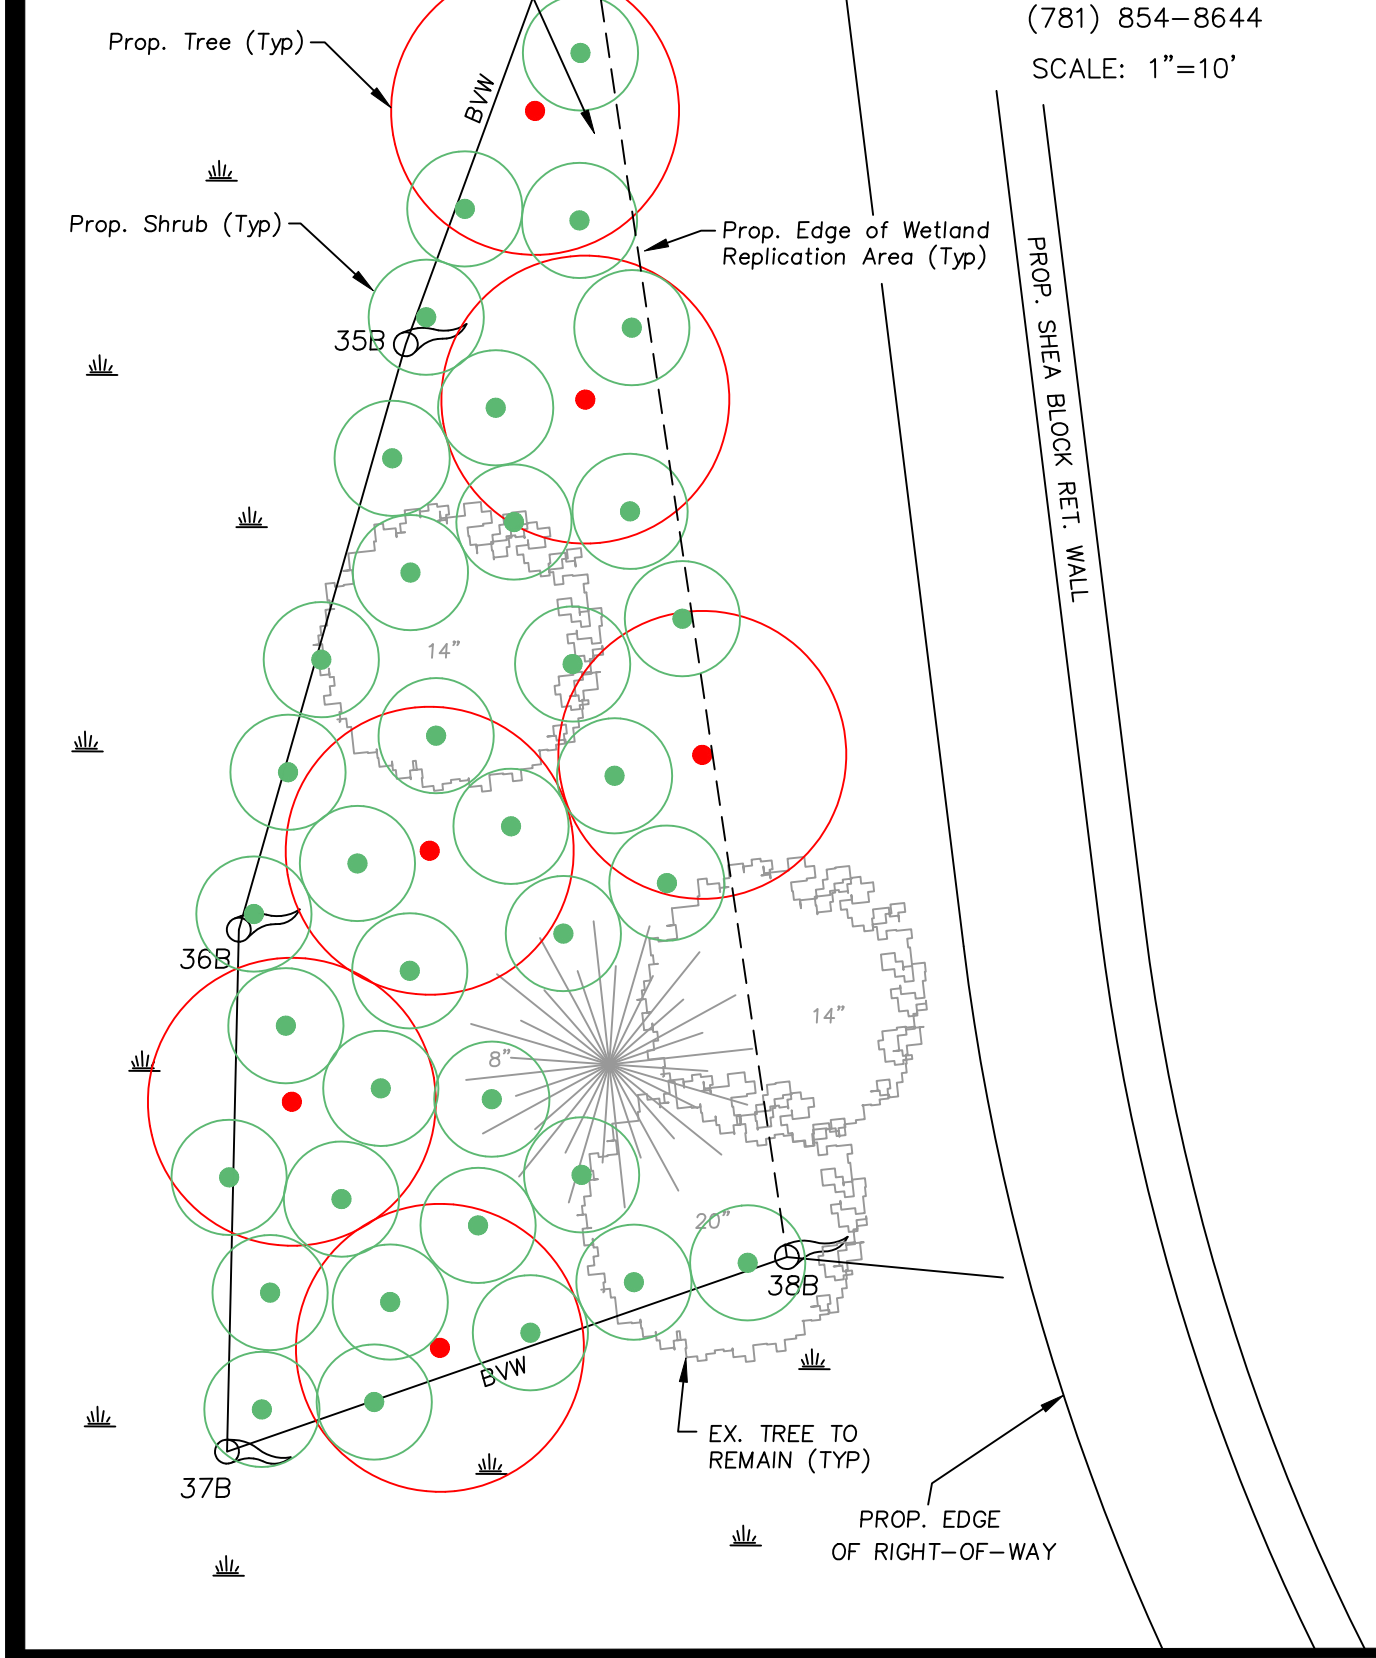 (781) 854-8644
SCALE: 1"=10'
Prop. Tree (Typ)
BVW
Prop. Shrub (Typ)
Prop. Edge of Wetland
Replication Area (Typ)
PROP. SHEA BLOCK RET. WALL
35B
14"
36B
14"
8"
20"
38B
BVW
EX. TREE TO
REMAIN (TYP)
37B
PROP. EDGE
OF RIGHT-OF-WAY